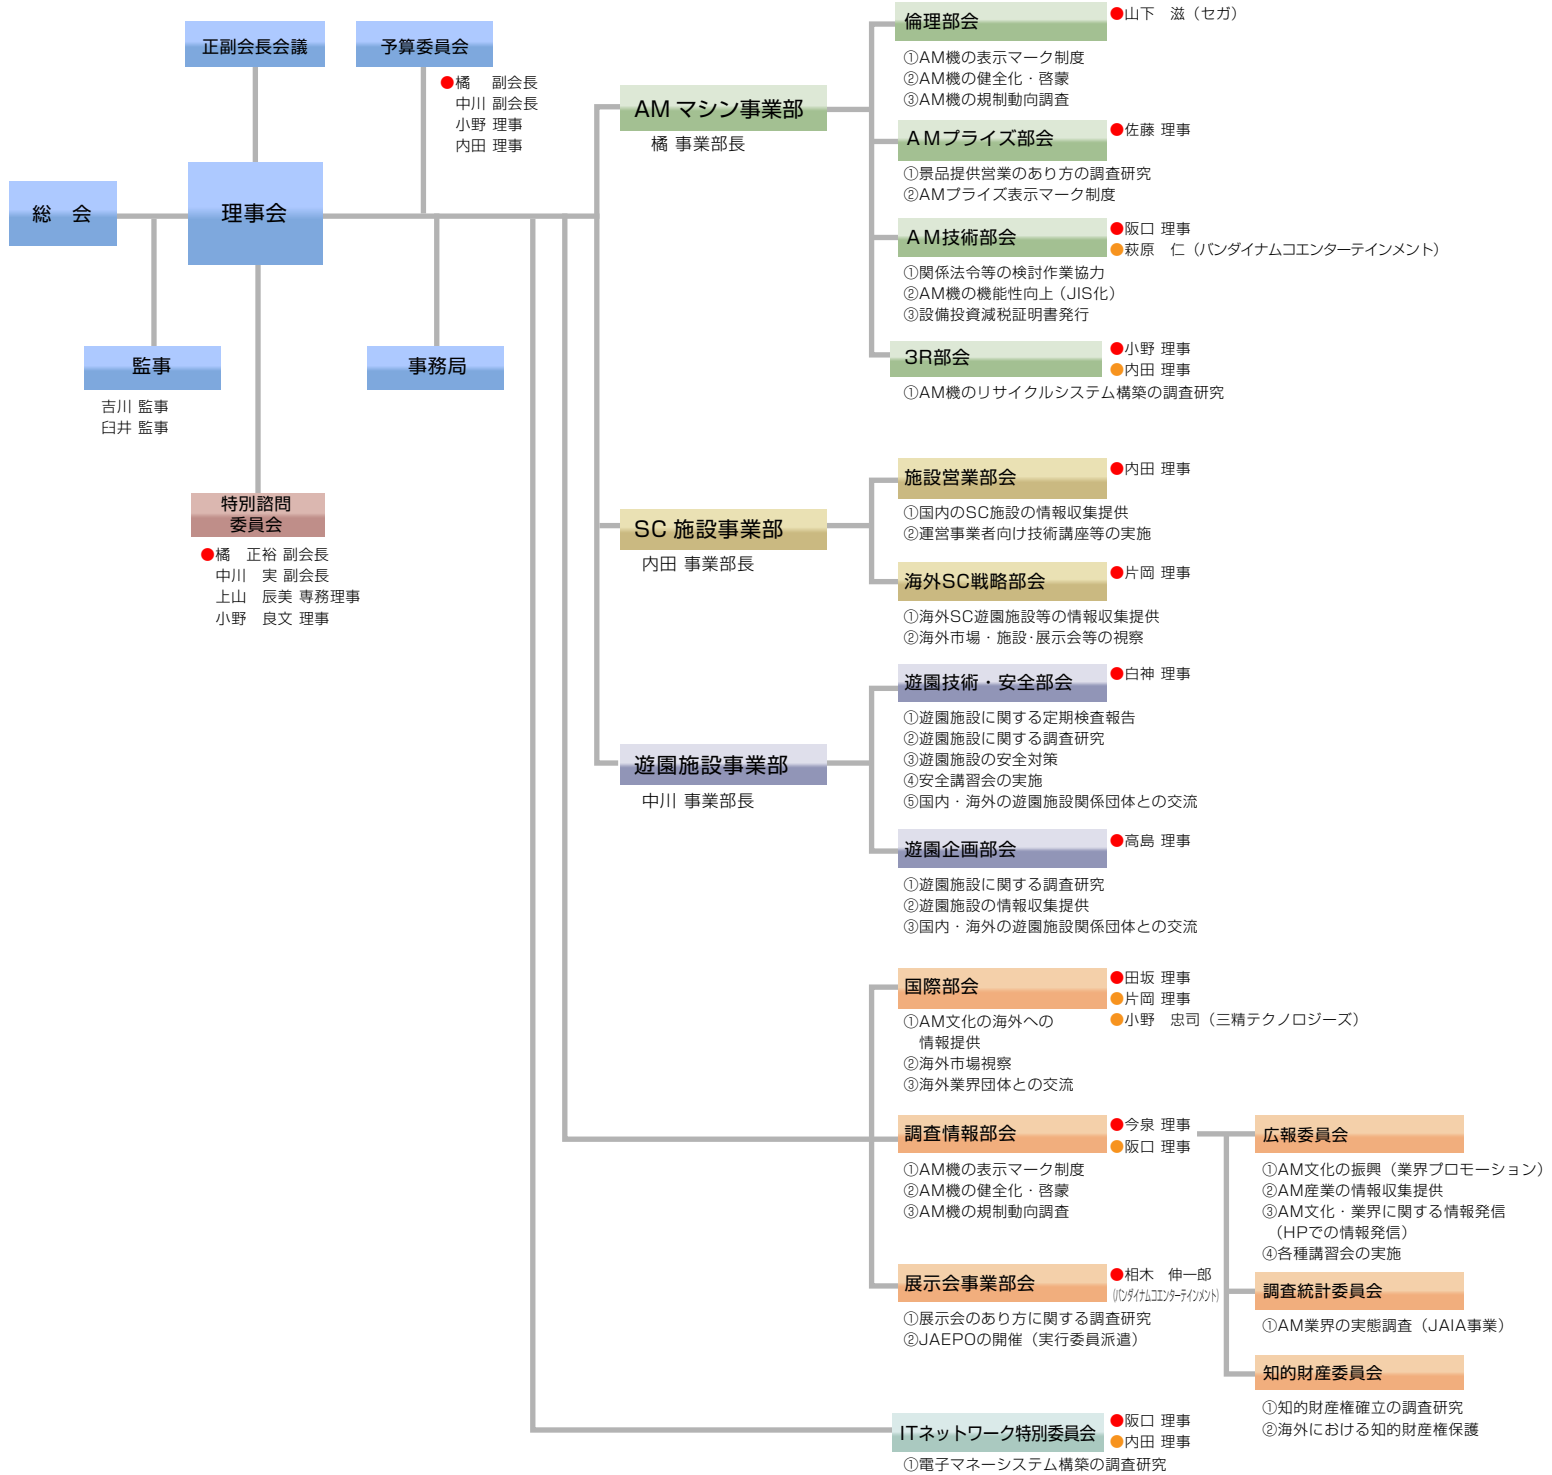 正副会長会議
予算委員会
●橘　副会長
中川 副会長
小野 理事
内田 理事
総　会
理事会
監事
吉川 監事
臼井 監事
事務局
特別諮問
委員会
●橘　正裕 副会長
中川　実 副会長
上山　辰美 専務理事
小野　良文 理事
AM マシン事業部
橘 事業部長
倫理部会
●山下　滋（セガ）
①AM機の表示マーク制度
②AM機の健全化・啓蒙
③AM機の規制動向調査
AMプライズ部会
●佐藤 理事
①景品提供営業のあり方の調査研究
②AMプライズ表示マーク制度
AM技術部会
●阪口 理事
●萩原　仁（バンダイナムコエンターテインメント）
①関係法令等の検討作業協力
②AM機の機能性向上（JIS化）
③設備投資減税証明書発行
3R部会
●小野 理事
●内田 理事
①AM機のリサイクルシステム構築の調査研究
SC 施設事業部
内田 事業部長
施設営業部会
●内田 理事
①国内のSC施設の情報収集提供
②運営事業者向け技術講座等の実施
海外SC戦略部会
●片岡 理事
①海外SC遊園施設等の情報収集提供
②海外市場・施設・展示会等の視察
遊園施設事業部
中川 事業部長
遊園技術・安全部会
●白神 理事
①遊園施設に関する定期検査報告
②遊園施設に関する調査研究
③遊園施設の安全対策
④安全講習会の実施
⑤国内・海外の遊園施設関係団体との交流
遊園企画部会
●高島 理事
①遊園施設に関する調査研究
②遊園施設の情報収集提供
③国内・海外の遊園施設関係団体との交流
国際部会
●田坂 理事
●片岡 理事
●小野　忠司（三精テクノロジーズ）
①AM文化の海外への
情報提供
②海外市場視察
③海外業界団体との交流
調査情報部会
●今泉 理事
●阪口 理事
①AM機の表示マーク制度
②AM機の健全化・啓蒙
③AM機の規制動向調査
広報委員会
①AM文化の振興（業界プロモーション）
②AM産業の情報収集提供
③AM文化・業界に関する情報発信
（HPでの情報発信）
④各種講習会の実施
調査統計委員会
①AM業界の実態調査（JAIA事業）
知的財産委員会
①知的財産権確立の調査研究
②海外における知的財産権保護
展示会事業部会
●相木　伸一郎
（バンダイナムコエンターテインメント）
①展示会のあり方に関する調査研究
②JAEPOの開催（実行委員派遣）
ITネットワーク特別委員会
●阪口 理事
●内田 理事
①電子マネーシステム構築の調査研究